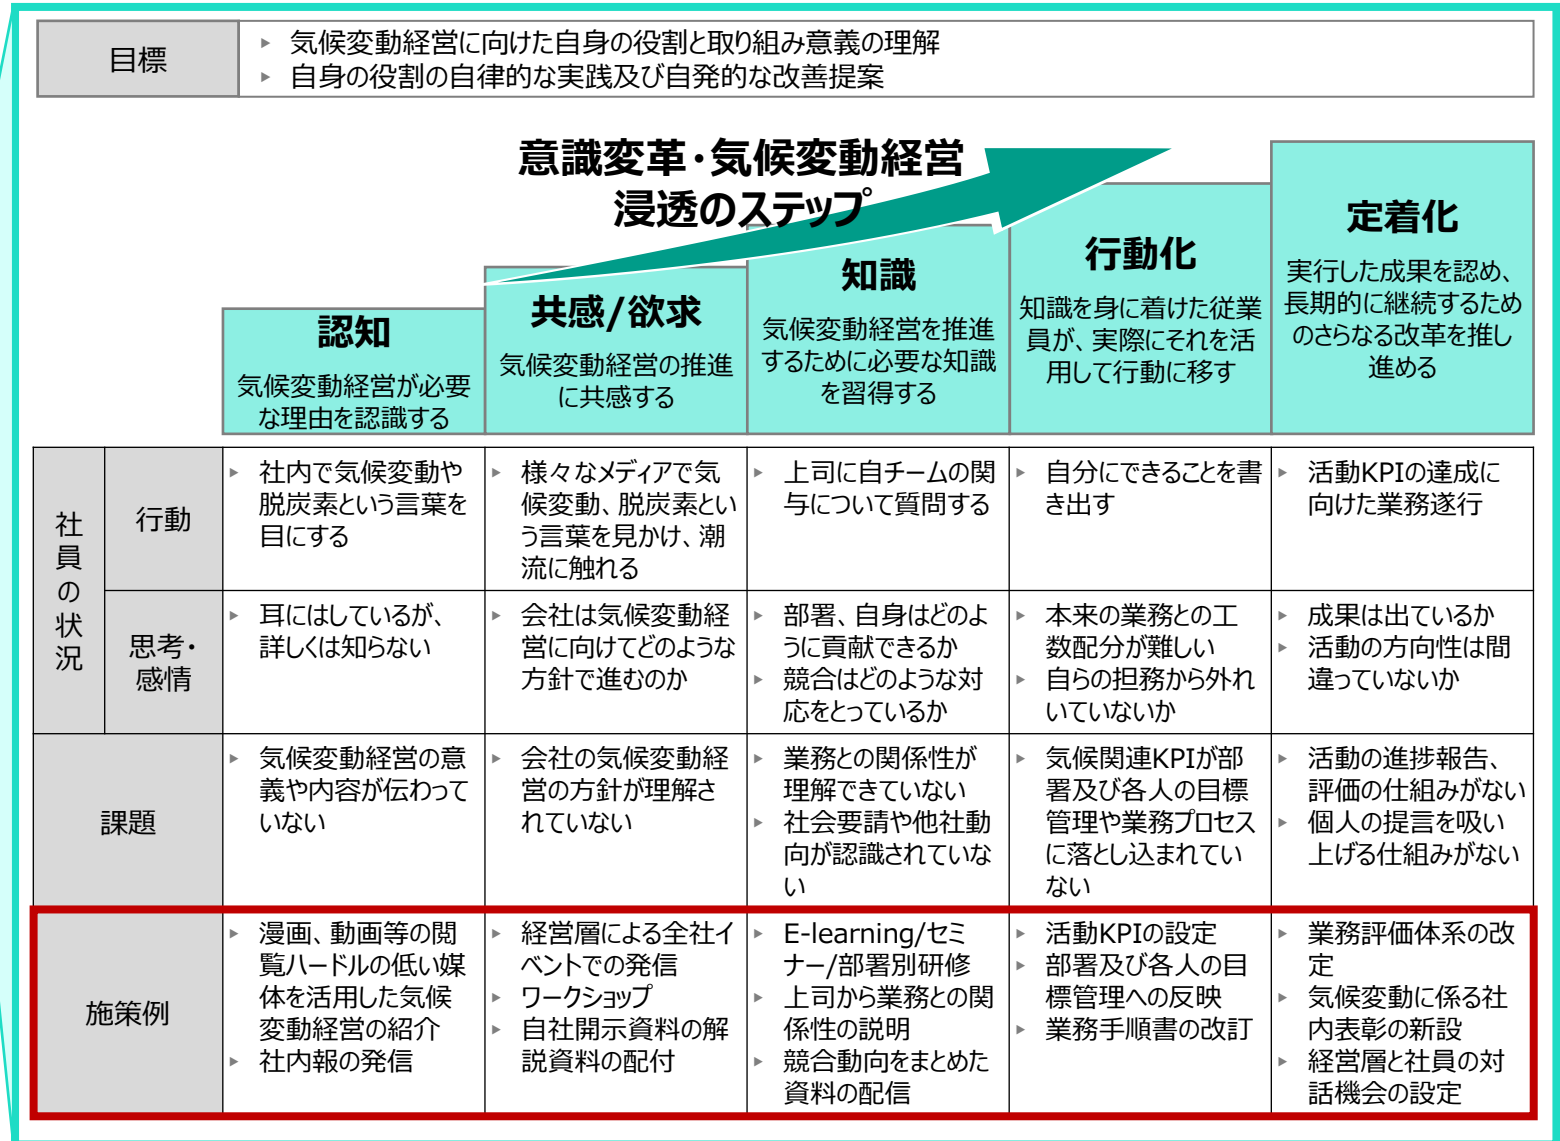 目標
▸ 気候変動経営に向けた自身の役割と取り組み意義の理解
▸ 自身の役割の自律的な実践及び自発的な改善提案
意識変革・気候変動経営
浸透のステップ
認知
気候変動経営が必要
な理由を認識する
共感/欲求
気候変動経営の推進
に共感する
知識
気候変動経営を推進
するために必要な知識
を習得する
行動化
知識を身に着けた従業
員が、実際にそれを活
用して行動に移す
定着化
実行した成果を認め、
長期的に継続するため
のさらなる改革を推し
進める
社員の状況
行動
▸ 社内で気候変動や
脱炭素という言葉を
目にする
▸ 様々なメディアで気
候変動、脱炭素とい
う言葉を見かけ、潮
流に触れる
▸ 上司に自チームの関
与について質問する
▸ 自分にできることを書
き出す
▸ 活動KPIの達成に
向けた業務遂行
思考・
感情
▸ 耳にはしているが、
詳しくは知らない
▸ 会社は気候変動経
営に向けてどのような
方針で進むのか
▸ 部署、自身はどのよ
うに貢献できるか
▸ 競合はどのような対
応をとっているか
▸ 本来の業務との工
数配分が難しい
▸ 自らの担務から外れ
いていないか
▸ 成果は出ているか
▸ 活動の方向性は間
違っていないか
課題
▸ 気候変動経営の意
義や内容が伝わって
いない
▸ 会社の気候変動経
営の方針が理解さ
れていない
▸ 業務との関係性が
理解できていない
▸ 社会要請や他社動
向が認識されていな
い
▸ 気候関連KPIが部
署及び各人の目標
管理や業務プロセス
に落とし込まれてい
ない
▸ 活動の進捗報告、
評価の仕組みがない
▸ 個人の提言を吸い
上げる仕組みがない
施策例
▸ 漫画、動画等の閲
覧ハードルの低い媒
体を活用した気候
変動経営の紹介
▸ 社内報の発信
▸ 経営層による全社イ
ベントでの発信
▸ ワークショップ
▸ 自社開示資料の解
説資料の配付
▸ E-learning/セミ
ナー/部署別研修
▸ 上司から業務との関
係性の説明
▸ 競合動向をまとめた
資料の配信
▸ 活動KPIの設定
▸ 部署及び各人の目
標管理への反映
▸ 業務手順書の改訂
▸ 業務評価体系の改
定
▸ 気候変動に係る社
内表彰の新設
▸ 経営層と社員の対
話機会の設定